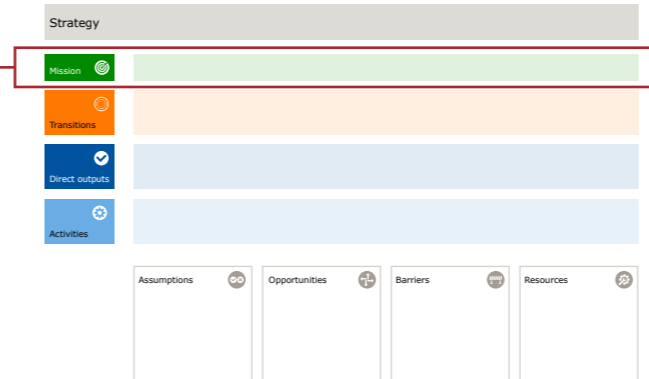 Strategy
Mission
Transitions
Direct outputs
Activities
Assumptions
Opportunities
Barriers
Resources